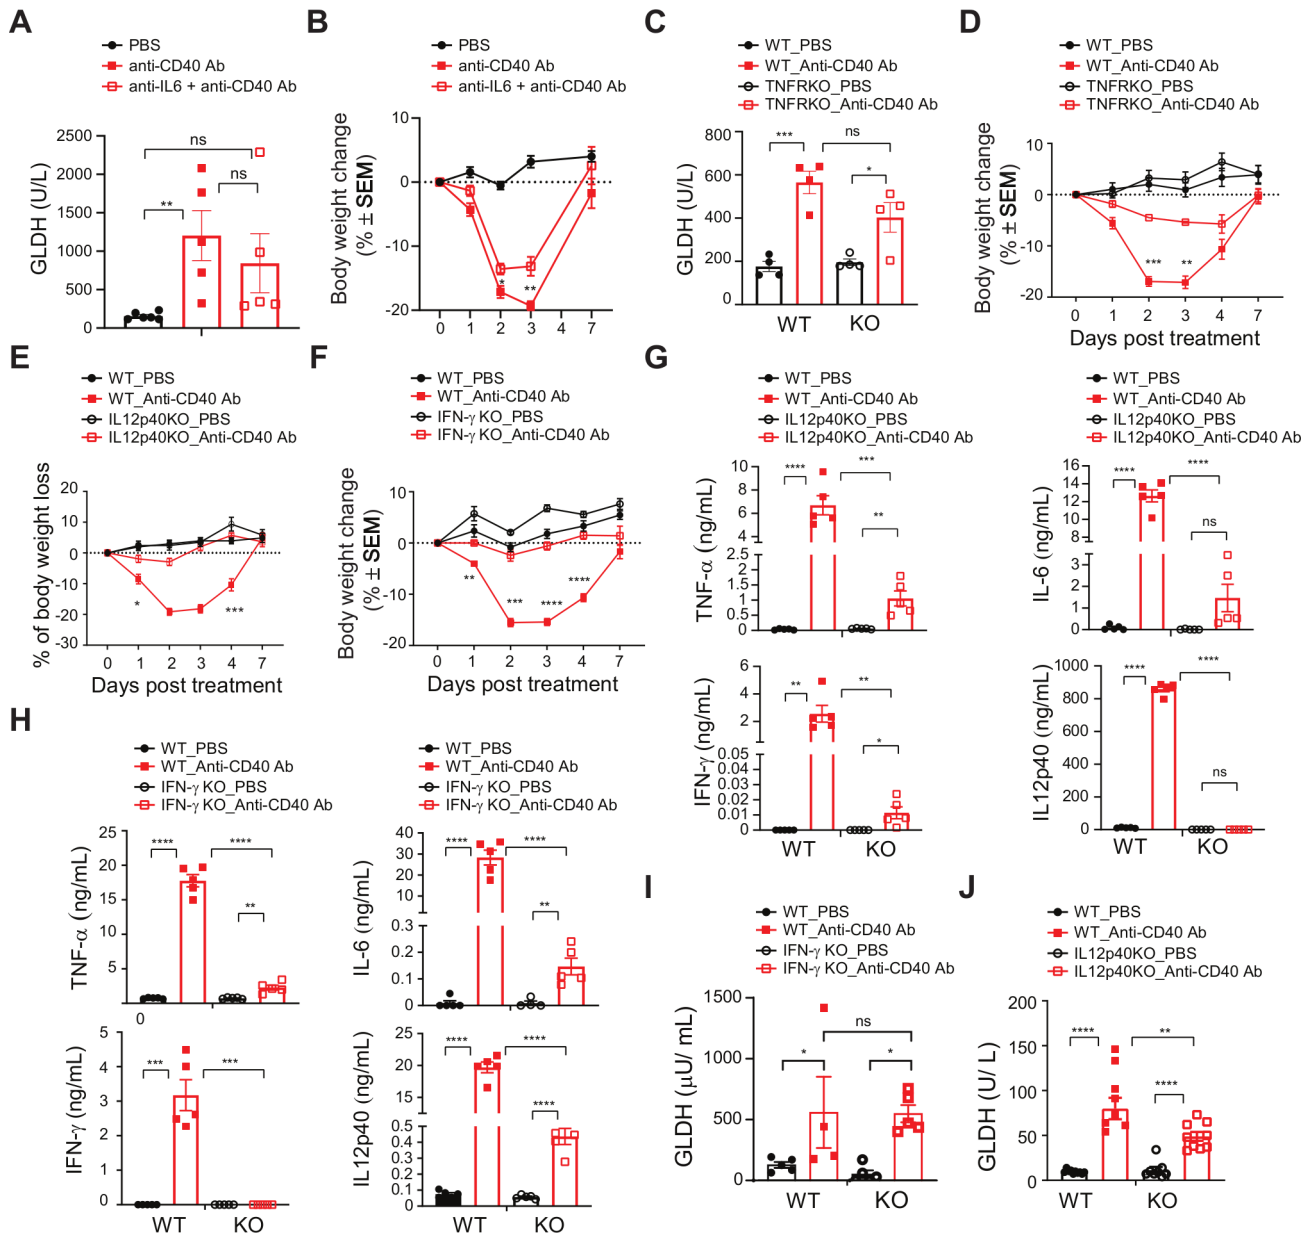 A
PBS
anti-CD40 Ab
anti-IL6 + anti-CD40 Ab
GLDH (U/L)
2500
2000
1500
1000
500
0
ns
ns
**
B
PBS
anti-CD40 Ab
anti-IL6 + anti-CD40 Ab
Body weight change
(% ± SEM)
10
0
-10
-20
*
**
0 1 2 3 7
C
WT_PBS
WT_Anti-CD40 Ab
TNFRKO_PBS
TNFRKO_Anti-CD40 Ab
GLDH (U/L)
800
600
400
200
0
***
ns
*
WT KO
D
WT_PBS
WT_Anti-CD40 Ab
TNFRKO_PBS
TNFRKO_Anti-CD40 Ab
Body weight change
(% ± SEM)
10
0
-10
-20
***
**
0 1 2 3 4 7
Days post treatment
E
WT_PBS
WT_Anti-CD40 Ab
IL12p40KO_PBS
IL12p40KO_Anti-CD40 Ab
% of body weight loss
20
10
0
-10
-20
-30
*
***
0 1 2 3 4 7
Days post treatment
F
WT_PBS
WT_Anti-CD40 Ab
IFN-γ KO_PBS
IFN-γ KO_Anti-CD40 Ab
Body weight change
(% ± SEM)
10
0
-10
-20
**
***
****
****
0 1 2 3 4 7
Days post treatment
G
WT_PBS
WT_Anti-CD40 Ab
IL12p40KO_PBS
IL12p40KO_Anti-CD40 Ab
TNF-α (ng/mL)
10
8
6
4
2.5
2
1.5
1
0.5
0
****
***
**
IFN-γ (ng/mL)
6
4
2
0.05
0.04
0.03
0.02
0.01
0
**
**
*
WT KO
WT_PBS
WT_Anti-CD40 Ab
IL12p40KO_PBS
IL12p40KO_Anti-CD40 Ab
IL-6 (ng/mL)
16
14
12
10
8
3
2
1
0
****
****
ns
IL12p40 (ng/mL)
1000
800
600
400
200
0
****
****
ns
WT KO
H
WT_PBS
WT_Anti-CD40 Ab
IFN-γ KO_PBS
IFN-γ KO_Anti-CD40 Ab
TNF-α (ng/mL)
25
20
15
10
5
0
****
****
**
IFN-γ (ng/mL)
5
4
3
2
1
0
***
***
WT KO
WT_PBS
WT_Anti-CD40 Ab
IFN-γ KO_PBS
IFN-γ KO_Anti-CD40 Ab
IL-6 (ng/mL)
40
30
20
10
0.3
0.2
0.1
0
****
****
**
IL12p40 (ng/mL)
25
20
15
0.5
0.4
0.3
0.2
0.1
0
****
****
****
WT KO
I
WT_PBS
WT_Anti-CD40 Ab
IFN-γ KO_PBS
IFN-γ KO_Anti-CD40 Ab
GLDH (µU/ mL)
1500
1000
500
0
ns
*
*
WT KO
J
WT_PBS
WT_Anti-CD40 Ab
IL12p40KO_PBS
IL12p40KO_Anti-CD40 Ab
GLDH (U/ L)
200
150
100
50
0
****
**
****
WT KO